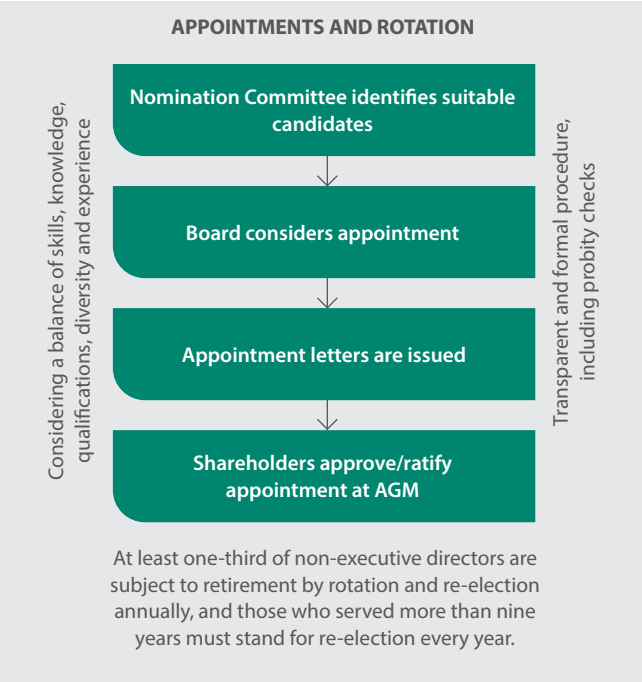 APPOINTMENTS AND ROTATION
Considering a balance of skills, knowledge,
qualifications, diversity and experience
Nomination Committee identifies suitable
candidates
Board considers appointment
Appointment letters are issued
Shareholders approve/ratify
appointment at AGM
Transparent and formal procedure,
including probity checks
At least one-third of non-executive directors are
subject to retirement by rotation and re-election
annually, and those who served more than nine
years must stand for re-election every year.